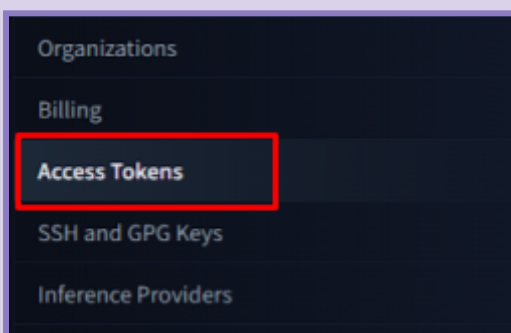 Organizations
Billing
Access Tokens
SSH and GPG Keys
Inference Providers